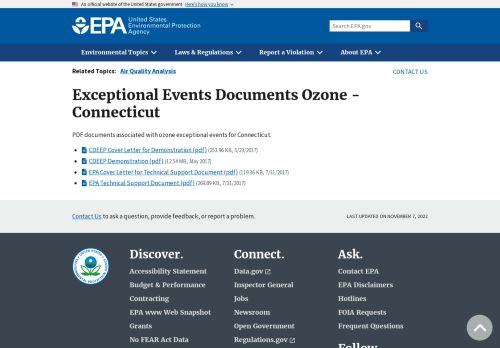 An official website of the United States government Here's how you know
EPA United States
Environmental Protection
Agency
Search EPA.gov
Environmental Topics Laws & Regulations Report a Violation About EPA
Related Topics: Air Quality Analysis CONTACT US
Exceptional Events Documents Ozone -
Connecticut
PDF documents associated with ozone exceptional events for Connecticut.
CDEEP Cover Letter for Demonstration (pdf) (253.96 KB, 5/23/2017)
CDEEP Demonstration (pdf) (12.54 MB, May 2017)
EPA Cover Letter for Technical Support Document (pdf) (119.36 KB, 7/31/2017)
EPA Technical Support Document (pdf) (269.89 KB, 7/31/2017)
Contact Us to ask a question, provide feedback, or report a problem. LAST UPDATED ON NOVEMBER 7, 2022
Discover. Connect. Ask.
Accessibility Statement Data.gov Contact EPA
Budget & Performance Inspector General EPA Disclaimers
Contracting Jobs Hotlines
EPA www Web Snapshot Newsroom FOIA Requests
Grants Open Government Frequent Questions
No FEAR Act Data Regulations.gov
Follow.